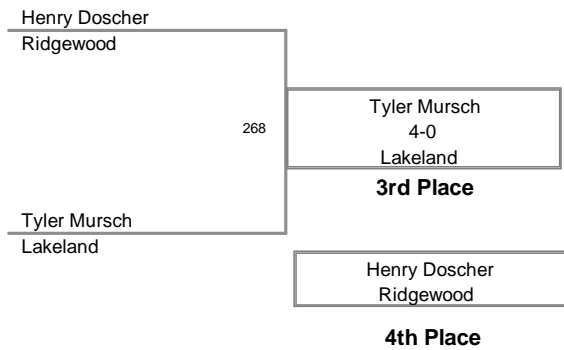 Henry Doscher
Ridgewood
268
Tyler Mursch
4-0
Lakeland
3rd Place
Tyler Mursch
Lakeland
Henry Doscher
Ridgewood
4th Place